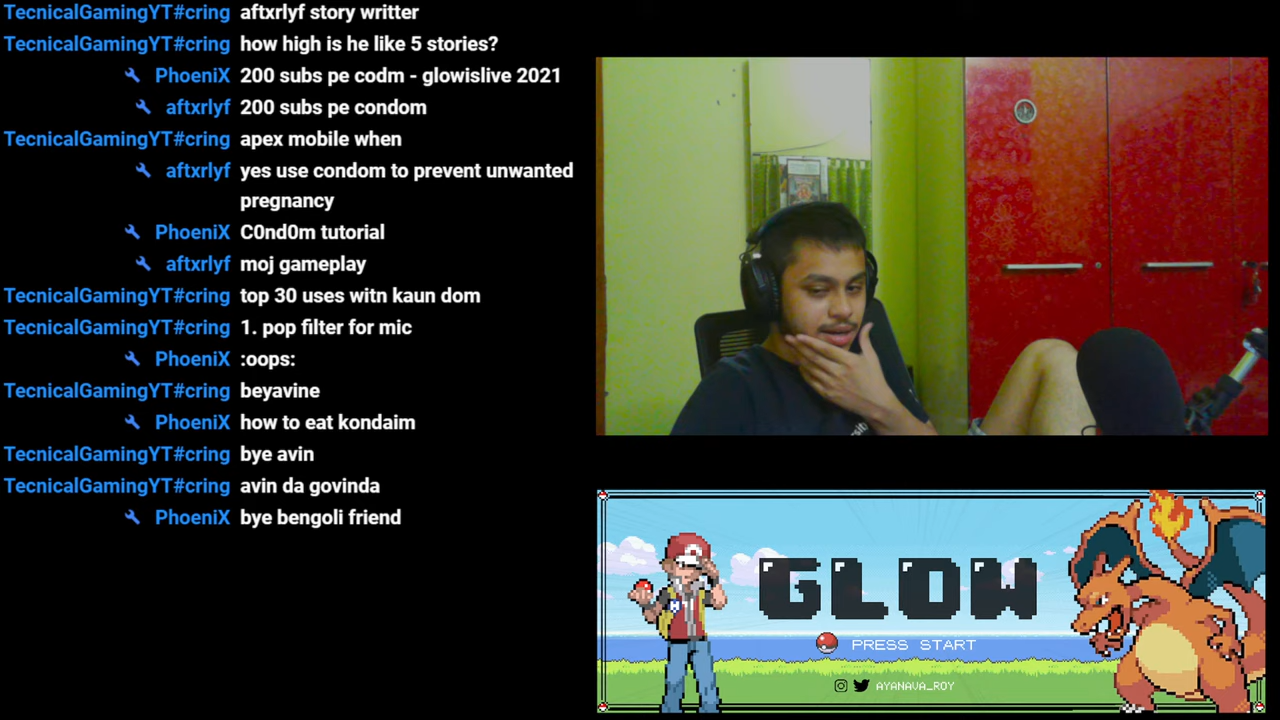 TecnicalGamingYT#cring aftxrlyf story writter
TecnicalGamingYT#cring how high is he like 5 stories?
PhoeniX 200 subs pe codm - glowislive 2021
aftxrlyf 200 subs pe condom
TecnicalGamingYT#cring apex mobile when
aftxrlyf yes use condom to prevent unwanted
pregnancy
PhoeniX C0nd0m tutorial
aftxrlyf moj gameplay
TecnicalGamingYT#cring top 30 uses witn kaun dom
TecnicalGamingYT#cring 1. pop filter for mic
PhoeniX :oops:
TecnicalGamingYT#cring beyavine
PhoeniX how to eat kondaim
TecnicalGamingYT#cring bye avin
TecnicalGamingYT#cring avin da govinda
PhoeniX bye bengoli friend
GLOW
PRESS START
AYANAVA_ROY